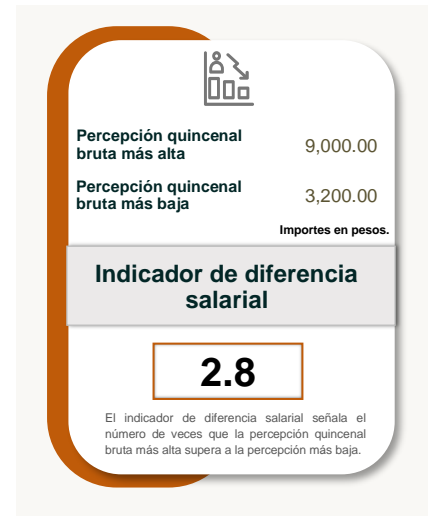 Percepción quincenal
bruta más alta
9,000.00
Percepción quincenal
bruta más baja
3,200.00
Importes en pesos.
Indicador de diferencia
salarial
2.8
El indicador de diferencia salarial señala el
número de veces que la percepción quincenal
bruta más alta supera a la percepción más baja.